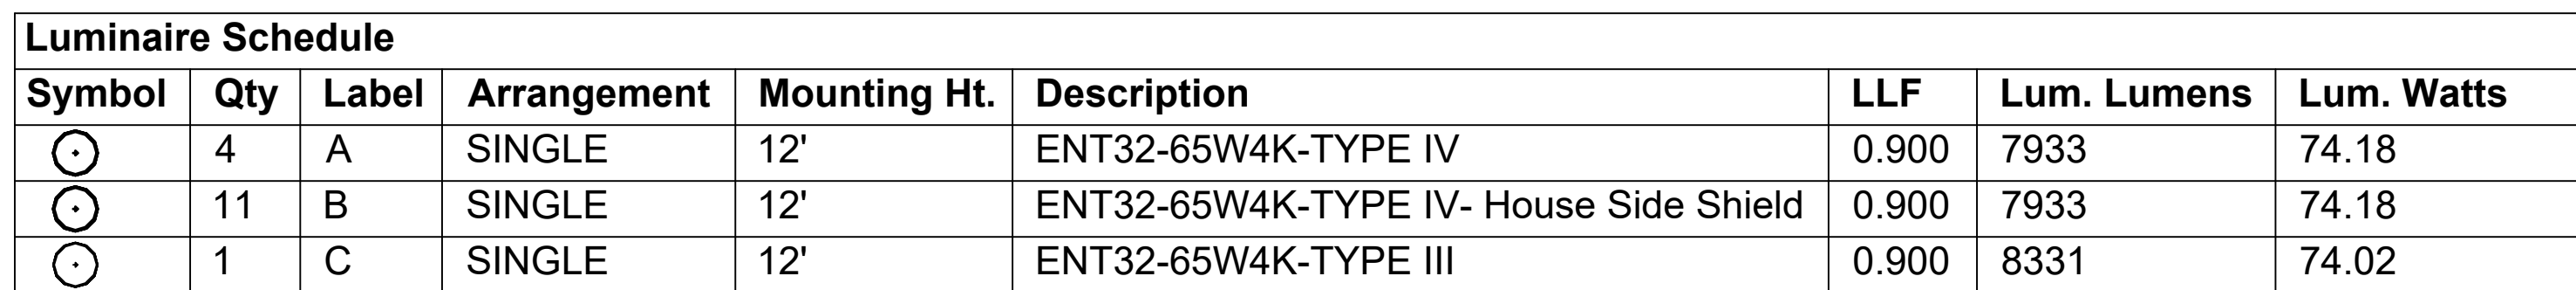 Luminaire Schedule
Symbol Qty Label Arrangement Mounting Ht. Description LLF Lum. Lumens Lum. Watts
4 A SINGLE 12' ENT32-65W4K-TYPE IV 0.900 7933 74.18
11 B SINGLE 12' ENT32-65W4K-TYPE IV- House Side Shield 0.900 7933 74.18
1 C SINGLE 12' ENT32-65W4K-TYPE III 0.900 8331 74.02